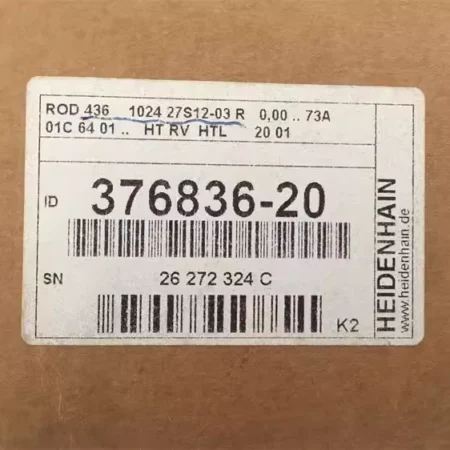 ROD 436 1024 27S12-03 R 0,00 .. 73A
01C 64 01 .. HT RV HTL 20 01
ID 376836-20
SN 26 272 324 C
K2
HEIDENHAIN
www.heidenhain.de